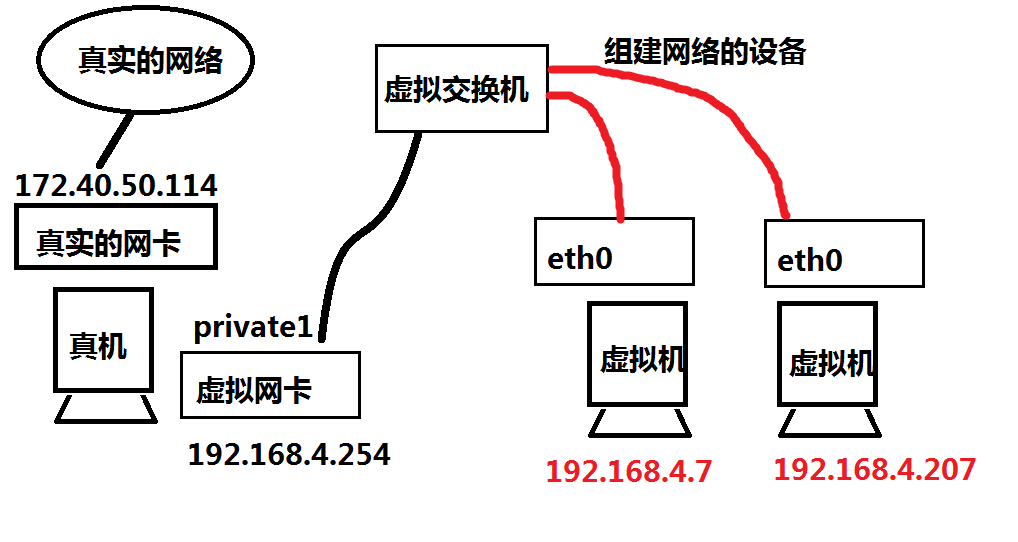 真实的网络
172.40.50.114
真实的网卡
真机
private1
虚拟网卡
192.168.4.254
虚拟交换机
组建网络的设备
eth0
虚拟机
192.168.4.7
eth0
虚拟机
192.168.4.207